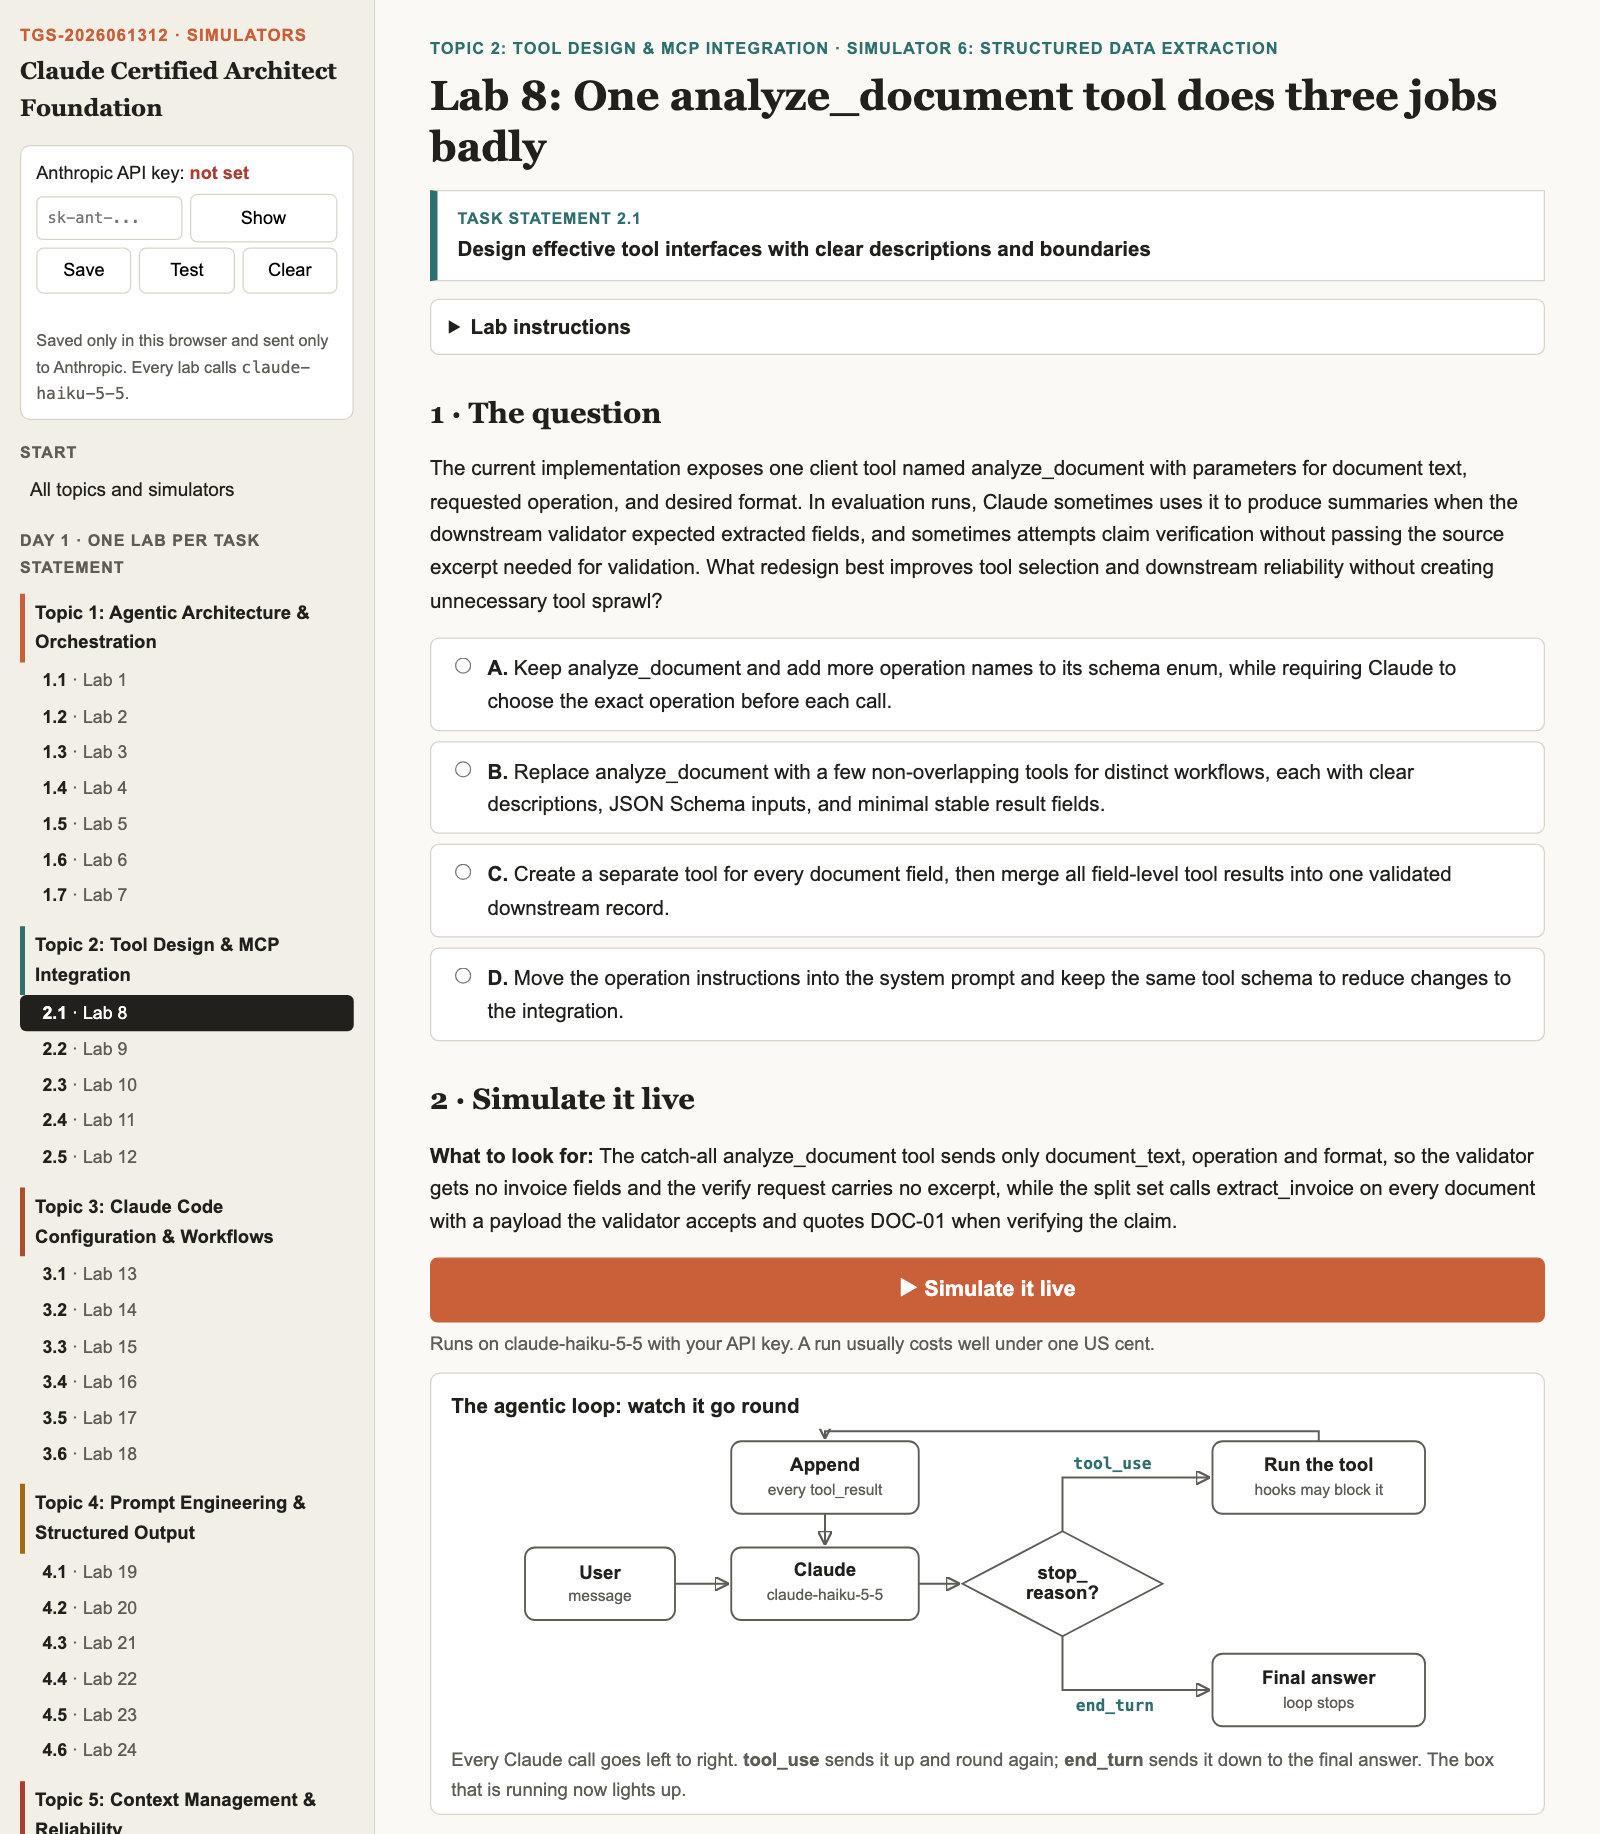 TGS-2026061312 · SIMULATORS
Claude Certified Architect
Foundation
Anthropic API key: not set
sk-ant-...
Show
Save
Test
Clear
Saved only in this browser and sent only
to Anthropic. Every lab calls claude-
haiku-5-5.
START
All topics and simulators
DAY 1 · ONE LAB PER TASK
STATEMENT
Topic 1: Agentic Architecture &
Orchestration
1.1 · Lab 1
1.2 · Lab 2
1.3 · Lab 3
1.4 · Lab 4
1.5 · Lab 5
1.6 · Lab 6
1.7 · Lab 7
Topic 2: Tool Design & MCP
Integration
2.1 · Lab 8
2.2 · Lab 9
2.3 · Lab 10
2.4 · Lab 11
2.5 · Lab 12
Topic 3: Claude Code
Configuration & Workflows
3.1 · Lab 13
3.2 · Lab 14
3.3 · Lab 15
3.4 · Lab 16
3.5 · Lab 17
3.6 · Lab 18
Topic 4: Prompt Engineering &
Structured Output
4.1 · Lab 19
4.2 · Lab 20
4.3 · Lab 21
4.4 · Lab 22
4.5 · Lab 23
4.6 · Lab 24
Topic 5: Context Management &
Reliability
TOPIC 2: TOOL DESIGN & MCP INTEGRATION · SIMULATOR 6: STRUCTURED DATA EXTRACTION
Lab 8: One analyze_document tool does three jobs
badly
TASK STATEMENT 2.1
Design effective tool interfaces with clear descriptions and boundaries
▶ Lab instructions
1 · The question
The current implementation exposes one client tool named analyze_document with parameters for document text,
requested operation, and desired format. In evaluation runs, Claude sometimes uses it to produce summaries when the
downstream validator expected extracted fields, and sometimes attempts claim verification without passing the source
excerpt needed for validation. What redesign best improves tool selection and downstream reliability without creating
unnecessary tool sprawl?
A. Keep analyze_document and add more operation names to its schema enum, while requiring Claude to
choose the exact operation before each call.
B. Replace analyze_document with a few non-overlapping tools for distinct workflows, each with clear
descriptions, JSON Schema inputs, and minimal stable result fields.
C. Create a separate tool for every document field, then merge all field-level tool results into one validated
downstream record.
D. Move the operation instructions into the system prompt and keep the same tool schema to reduce changes to
the integration.
2 · Simulate it live
What to look for: The catch-all analyze_document tool sends only document_text, operation and format, so the validator
gets no invoice fields and the verify request carries no excerpt, while the split set calls extract_invoice on every document
with a payload the validator accepts and quotes DOC-01 when verifying the claim.
▶ Simulate it live
Runs on claude-haiku-5-5 with your API key. A run usually costs well under one US cent.
The agentic loop: watch it go round
Append
every tool_result
tool_use
Run the tool
hooks may block it
User
message
Claude
claude-haiku-5-5
stop_
reason?
Final answer
loop stops
end_turn
Every Claude call goes left to right. tool_use sends it up and round again; end_turn sends it down to the final answer. The box
that is running now lights up.